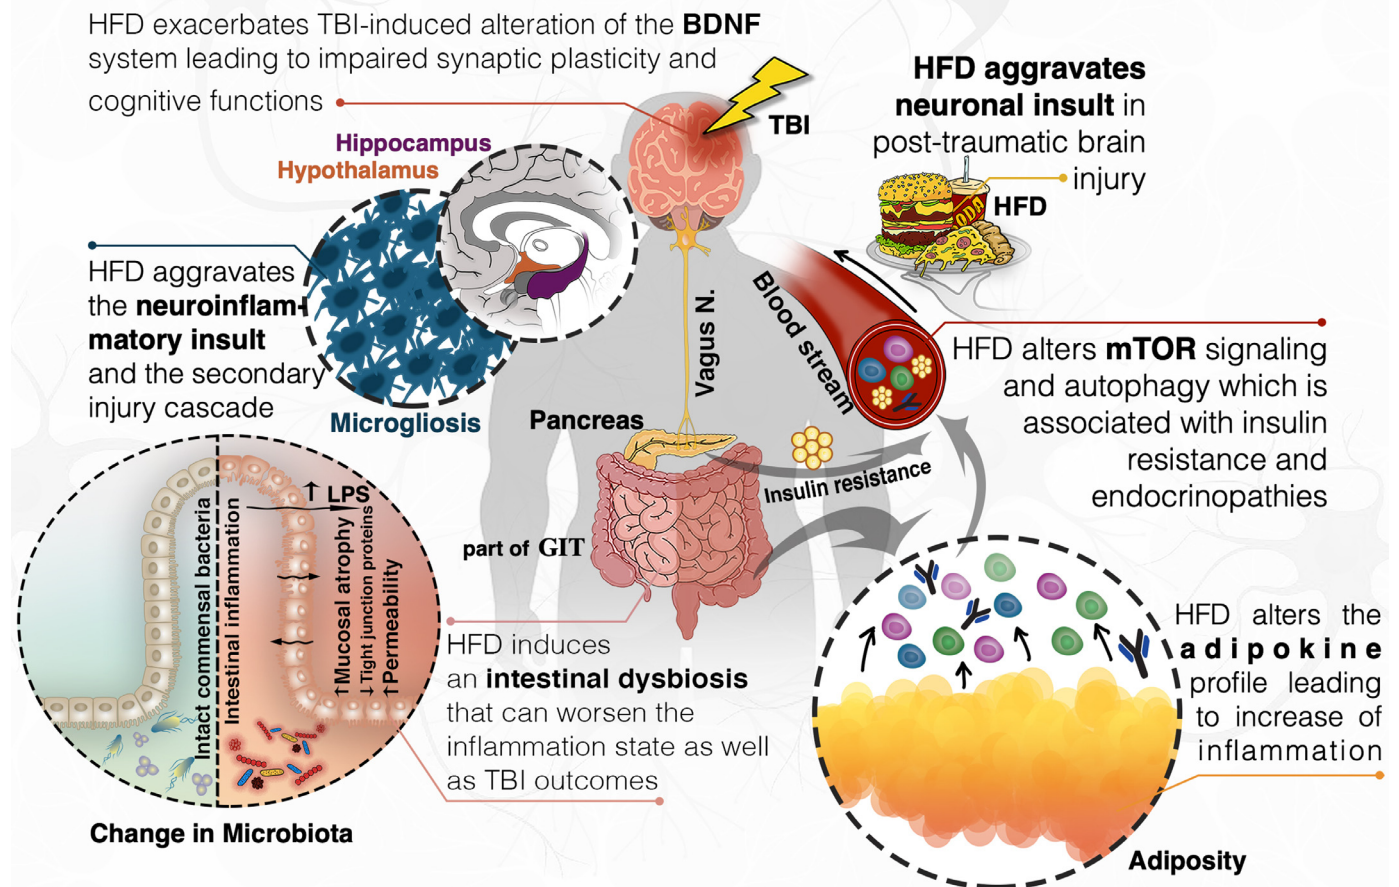 HFD exacerbates TBI-induced alteration of the BDNF
system leading to impaired synaptic plasticity and
cognitive functions
TBI
HFD aggravates
neuronal insult in
post-traumatic brain
injury
HFD
Hippocampus
Hypothalamus
HFD aggravates
the neuroinflam-
matory insult
and the secondary
injury cascade
Microgliosis
Vagus N.
Blood stream
HFD alters mTOR signaling
and autophagy which is
associated with insulin
resistance and
endocrinopathies
Pancreas
Insulin resistance
part of GIT
Intact commensal bacteria
Intestinal inflammation
↑ LPS
↑Mucosal atrophy
↓Tight junction proteins
↑Permeability
Change in Microbiota
HFD induces
an intestinal dysbiosis
that can worsen the
inflammation state as well
as TBI outcomes
HFD alters the
adipokine
profile leading
to increase of
inflammation
Adiposity